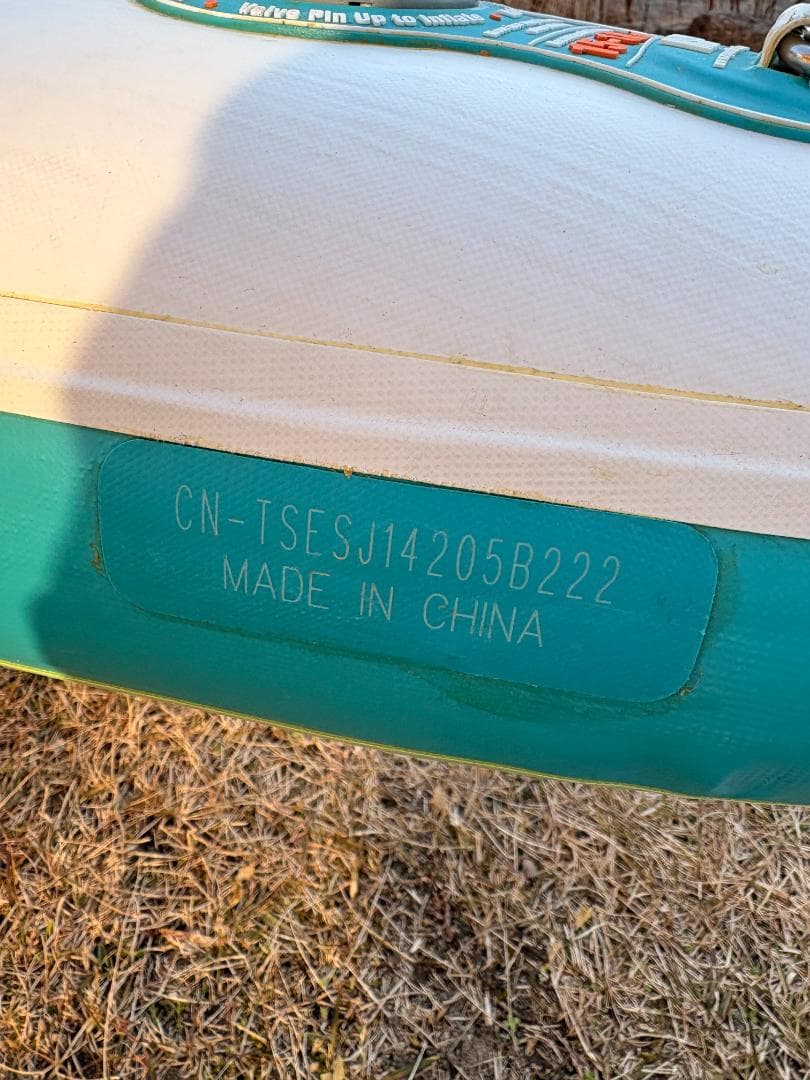 Valve Pin Up to Inflate
CN-TSESJ14205B222
MADE IN CHINA